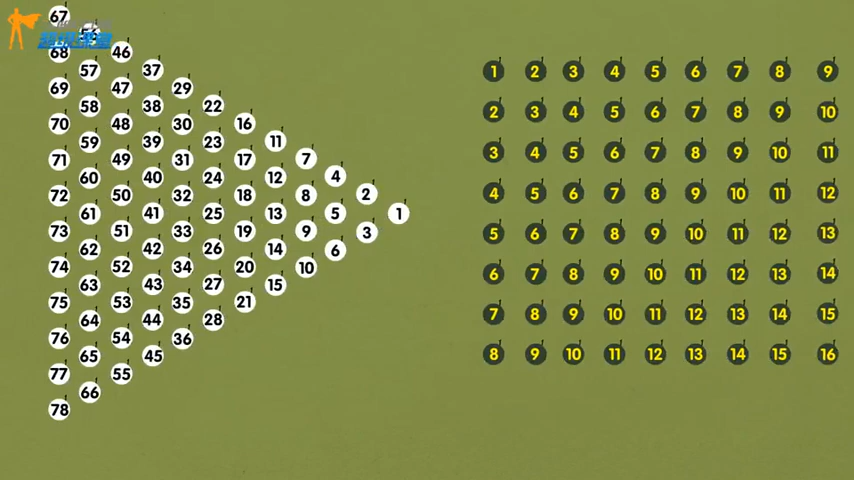 超级课堂
67 68 69 70 71 72 73 74 75 76 77 78
56 57 58 59 60 61 62 63 64 65 66
46 47 48 49 50 51 52 53 54 55
37 38 39 40 41 42 43 44 45
29 30 31 32 33 34 35 36
22 23 24 25 26 27 28
16 17 18 19 20 21
11 12 13 14 15
7 8 9 10
4 5 6
2 3
1
1 2 3 4 5 6 7 8 9
2 3 4 5 6 7 8 9 10
3 4 5 6 7 8 9 10 11
4 5 6 7 8 9 10 11 12
5 6 7 8 9 10 11 12 13
6 7 8 9 10 11 12 13 14
7 8 9 10 11 12 13 14 15
8 9 10 11 12 13 14 15 16